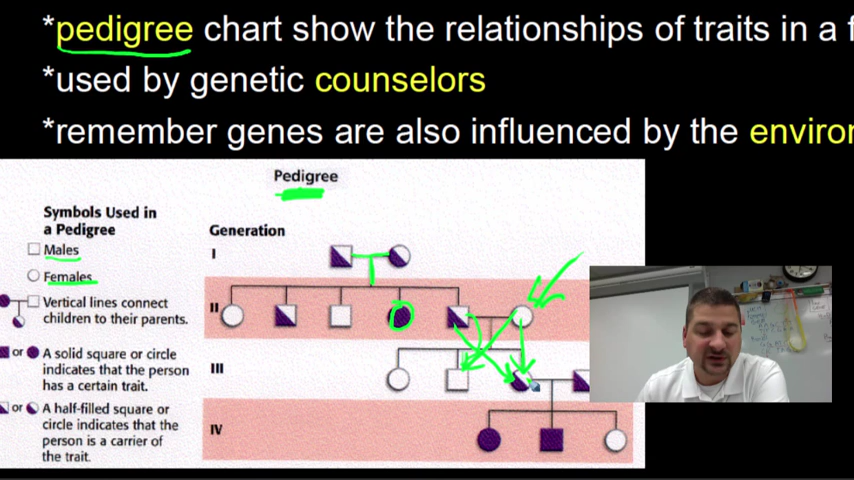 *pedigree chart show the relationships of traits in a
*used by genetic counselors
*remember genes are also influenced by the
Pedigree
Symbols Used in
a Pedigree
Generation
Males
I
Females
Vertical lines connect
children to their parents.
II
or A solid square or circle
indicates that the person
has a certain trait.
III
or A half-filled square or
circle indicates that the
person is a carrier of
the trait.
IV